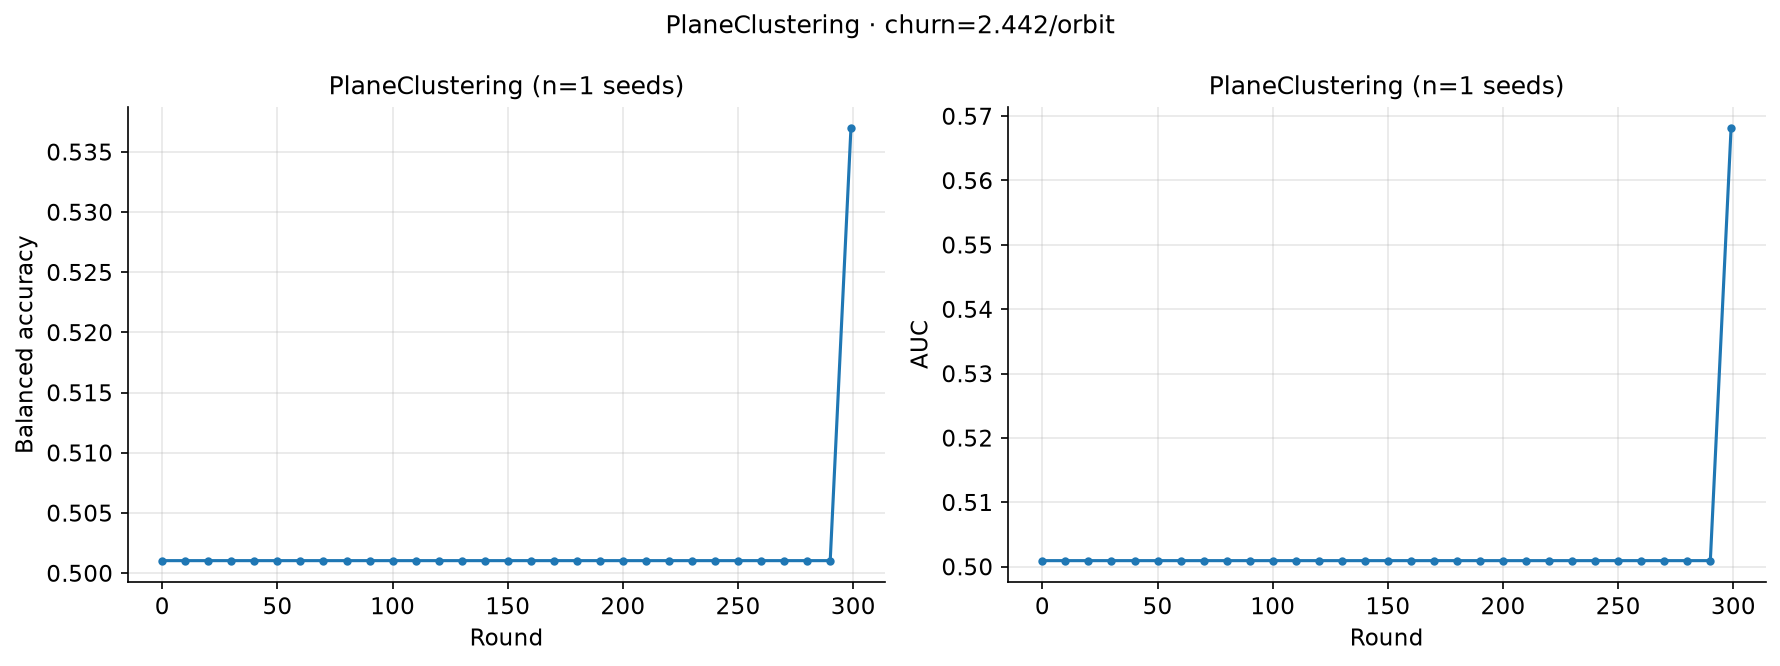 PlaneClustering · churn=2.442/orbit
PlaneClustering (n=1 seeds)
Balanced accuracy
0.535
0.530
0.525
0.520
0.515
0.510
0.505
0.500
0 50 100 150 200 250 300
Round
PlaneClustering (n=1 seeds)
AUC
0.57
0.56
0.55
0.54
0.53
0.52
0.51
0.50
0 50 100 150 200 250 300
Round